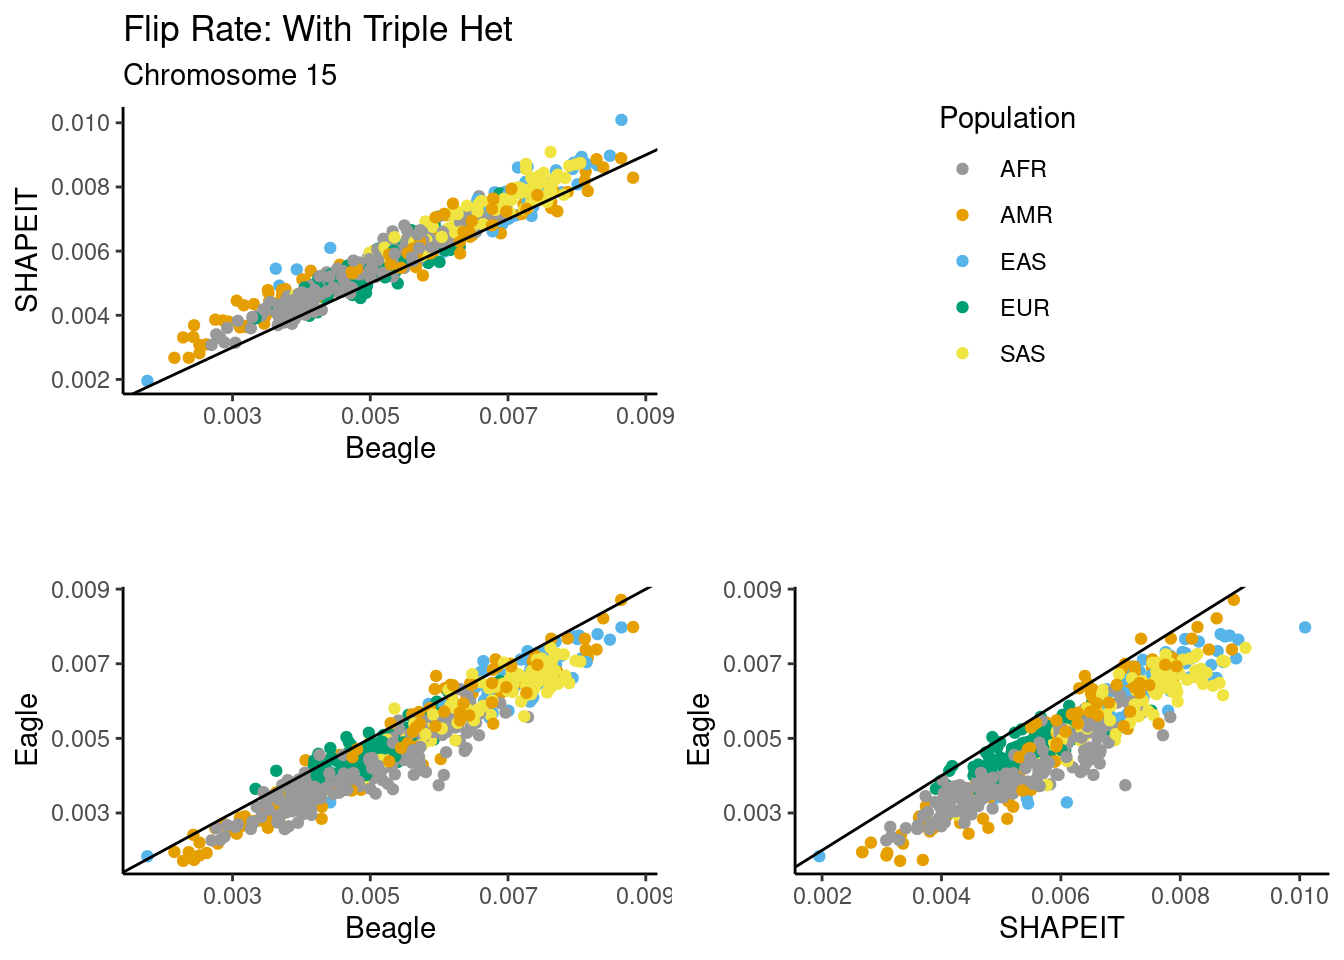 Flip Rate: With Triple Het
Chromosome 15
0.010
0.008
0.006
0.004
0.002
SHAPEIT
0.003 0.005 0.007 0.009
Beagle
Population
AFR
AMR
EAS
EUR
SAS
0.009
0.007
0.005
0.003
Eagle
0.003 0.005 0.007 0.009
Beagle
0.009
0.007
0.005
0.003
Eagle
0.002 0.004 0.006 0.008 0.010
SHAPEIT